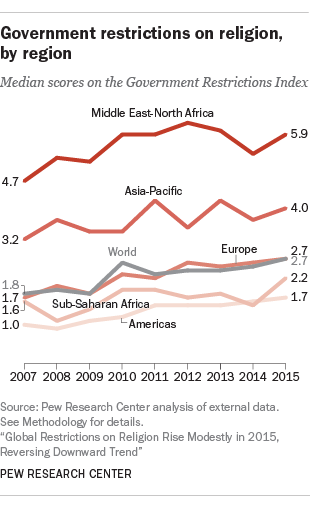 Government restrictions on religion,
by region
Median scores on the Government Restrictions Index
Middle East-North Africa
5.9
4.7
Asia-Pacific
4.0
3.2
World
Europe
2.7
2.7
1.8
1.7
Sub-Saharan Africa
2.2
1.6
1.7
1.0
Americas
2007 2008 2009 2010 2011 2012 2013 2014 2015
Source: Pew Research Center analysis of external data.
See Methodology for details.
“Global Restrictions on Religion Rise Modestly in 2015,
Reversing Downward Trend”
PEW RESEARCH CENTER